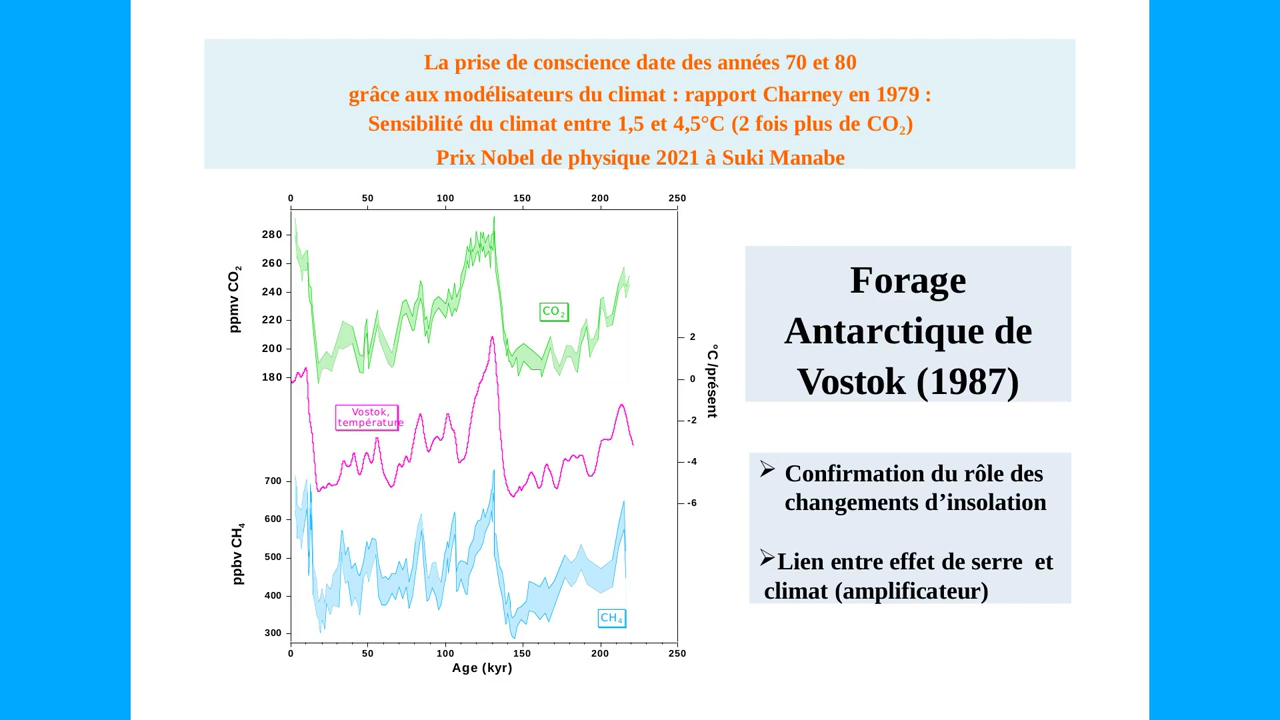 La prise de conscience date des années 70 et 80
grâce aux modélisateurs du climat : rapport Charney en 1979 :
Sensibilité du climat entre 1,5 et 4,5°C (2 fois plus de CO₂)
Prix Nobel de physique 2021 à Suki Manabe
0 50 100 150 200 250
280
260
240
220
200
180
ppmv CO₂
CO₂
2
0
-2
-4
-6
°C /présent
Vostok,
température
700
600
500
400
300
ppbv CH₄
CH₄
0 50 100 150 200 250
Age (kyr)
Forage
Antarctique de
Vostok (1987)
➢ Confirmation du rôle des
changements d’insolation
➢Lien entre effet de serre et
climat (amplificateur)